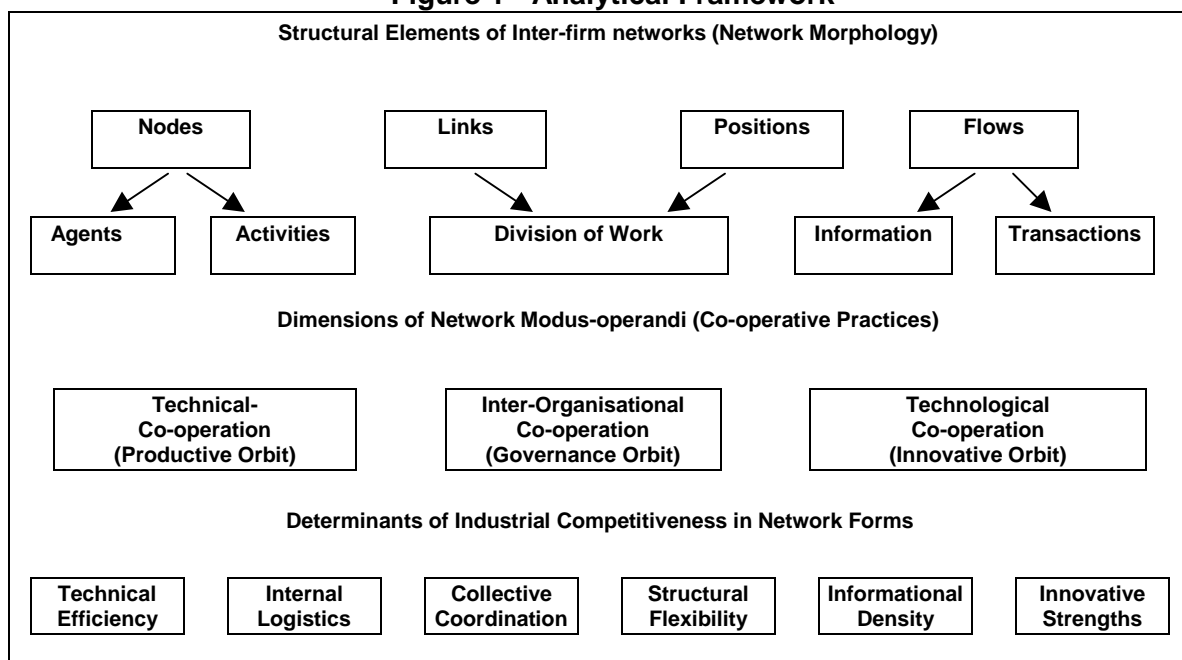 Figure 1 - Analytical Framework
Structural Elements of Inter-firm networks (Network Morphology)
Nodes
Links
Positions
Flows
Agents
Activities
Division of Work
Information
Transactions
Dimensions of Network Modus-operandi (Co-operative Practices)
Technical-
Co-operation
(Productive Orbit)
Inter-Organisational
Co-operation
(Governance Orbit)
Technological
Co-operation
(Innovative Orbit)
Determinants of Industrial Competitiveness in Network Forms
Technical
Efficiency
Internal
Logistics
Collective
Coordination
Structural
Flexibility
Informational
Density
Innovative
Strengths